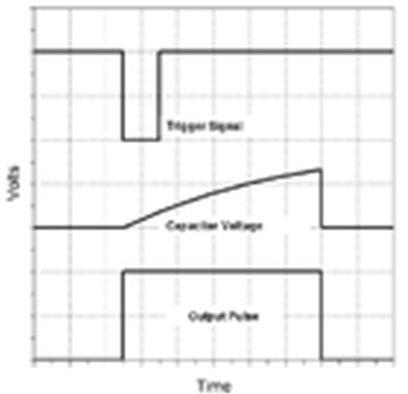 Trigger Signal
Volts
Capacitor Voltage
Output Pulse
Time